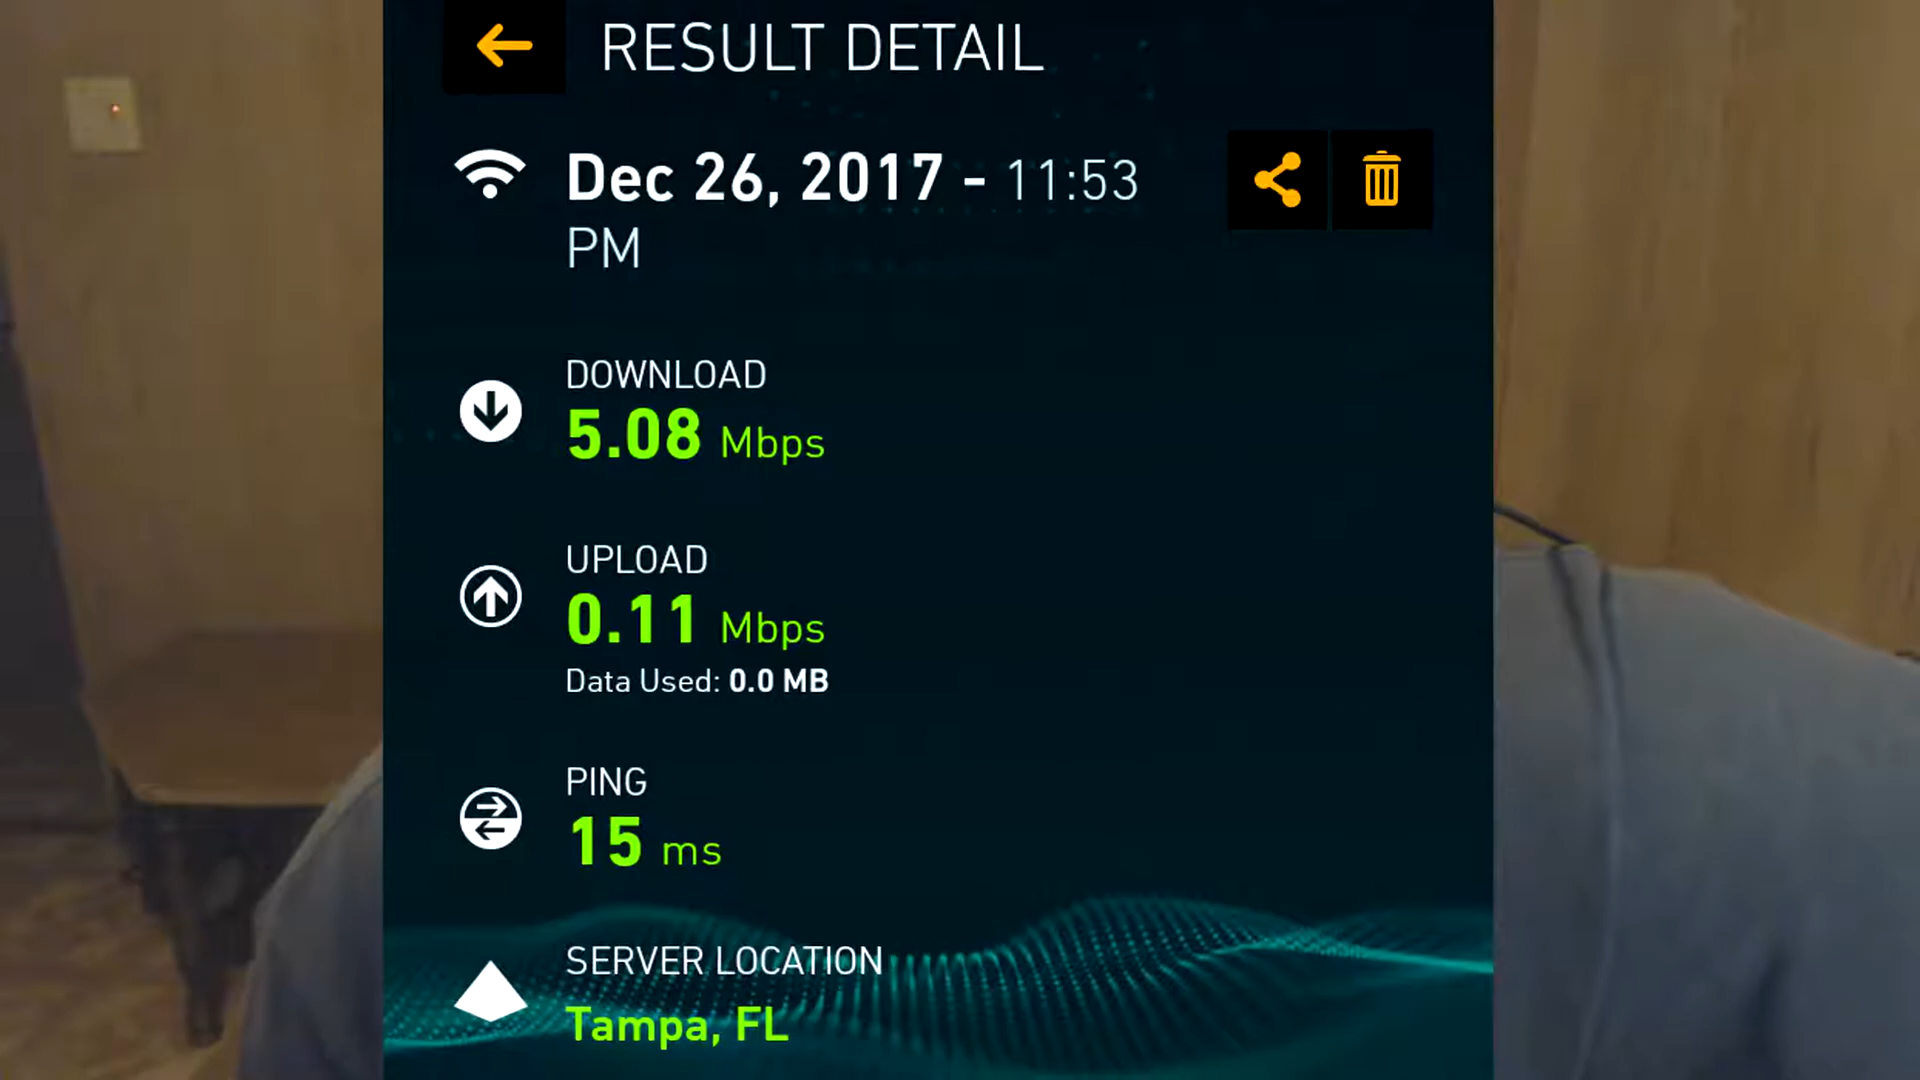 RESULT DETAIL
Dec 26, 2017 - 11:53
PM
DOWNLOAD
5.08 Mbps
UPLOAD
0.11 Mbps
Data Used: 0.0 MB
PING
15 ms
SERVER LOCATION
Tampa, FL